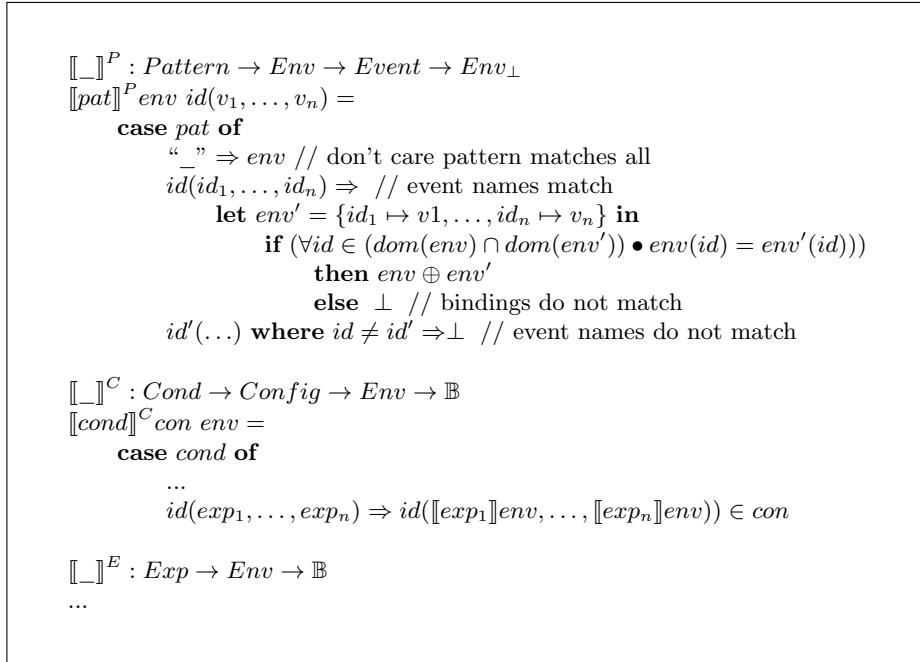 ⟦_⟧^P : Pattern → Env → Event → Env_⊥
⟦pat⟧^P env id(v_1, . . . , v_n) =
case pat of
“_” ⇒ env // don't care pattern matches all
id(id_1, . . . , id_n) ⇒ // event names match
let env′ = {id_1 ↦ v1, . . . , id_n ↦ v_n} in
if (∀id ∈ (dom(env) ∩ dom(env′)) • env(id) = env′(id)))
then env ⊕ env′
else ⊥ // bindings do not match
id′(. . .) where id ≠ id′ ⇒⊥ // event names do not match
⟦_⟧^C : Cond → Config → Env → 𝔹
⟦cond⟧^C con env =
case cond of
...
id(exp_1, . . . , exp_n) ⇒ id(⟦exp_1⟧env, . . . , ⟦exp_n⟧env)) ∈ con
⟦_⟧^E : Exp → Env → 𝔹
...